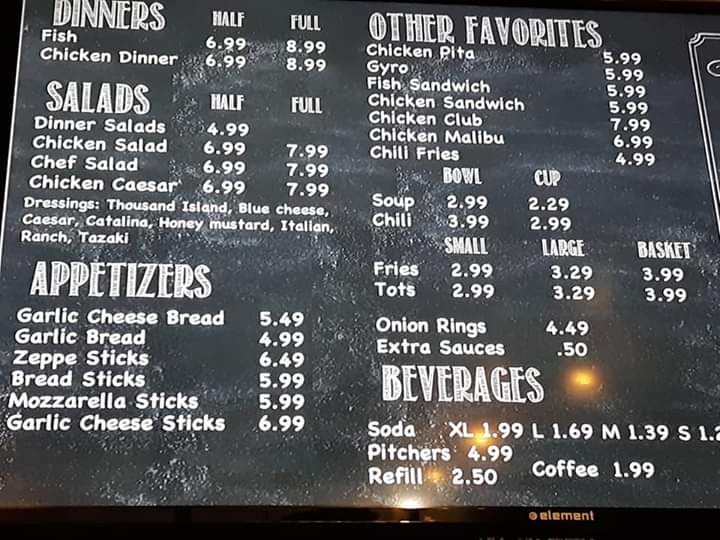 DINNERS HALF FULL
Fish 6.99 8.99
Chicken Dinner 6.99 8.99
SALADS HALF FULL
Dinner Salads 4.99
Chicken Salad 6.99 7.99
Chef Salad 6.99 7.99
Chicken Caesar 6.99 7.99
Dressings: Thousand Island, Blue cheese,
Caesar, Catalina, Honey mustard, Italian,
Ranch, Tazaki
APPETIZERS
Garlic Cheese Bread 5.49
Garlic Bread 4.99
Zeppe Sticks 6.49
Bread Sticks 5.99
Mozzarella Sticks 5.99
Garlic Cheese Sticks 6.99
OTHER FAVORITES
Chicken Pita 5.99
Gyro 5.99
Fish Sandwich 5.99
Chicken Sandwich 5.99
Chicken Club 7.99
Chicken Malibu 6.99
Chili Fries 4.99
BOWL CUP
Soup 2.99 2.29
Chili 3.99 2.99
SMALL LARGE BASKET
Fries 2.99 3.29 3.99
Tots 2.99 3.29 3.99
Onion Rings 4.49
Extra Sauces .50
BEVERAGES
Soda XL 1.99 L 1.69 M 1.39 S 1.2
Pitchers 4.99
Refill 2.50 Coffee 1.99
element